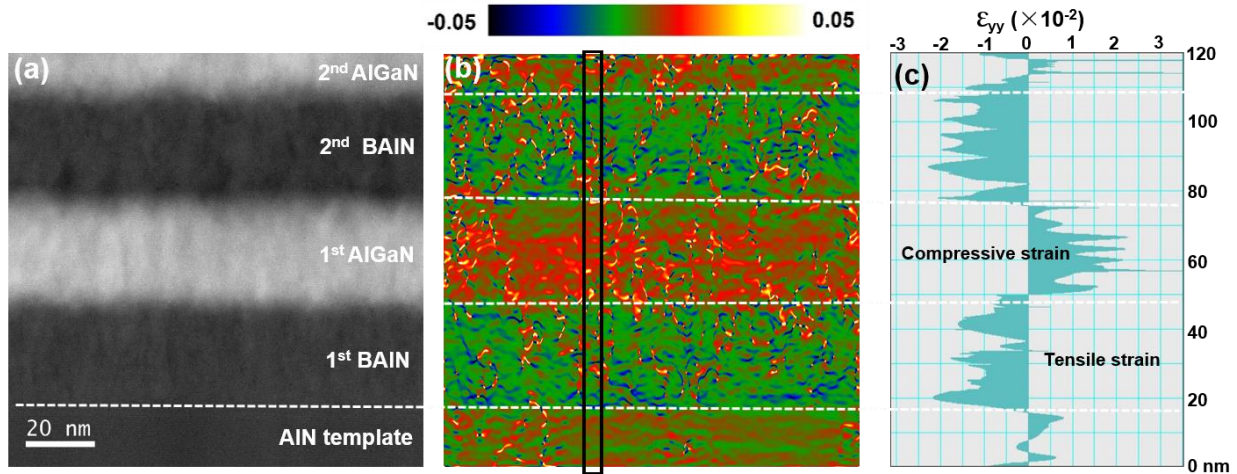 -0.05
0.05
εyy (×10-2)
-3 -2 -1 0 1 2 3
(a)
2nd AlGaN
2nd BAlN
1st AlGaN
1st BAlN
AlN template
20 nm
(b)
(c)
Compressive strain
Tensile strain
120
100
80
60
40
20
0 nm